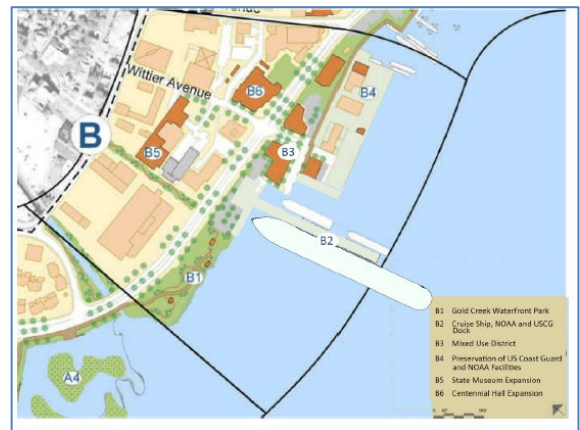 Wittier Avenue
B6
B4
B
B5
B3
B2
B1
A4
B1 Gold Creek Waterfront Park
B2 Cruise Ship, NOAA and USCG
Dock
B3 Mixed Use District
B4 Preservation of US Coast Guard
and NOAA Facilities
B5 State Museum Expansion
B6 Centennial Hall Expansion